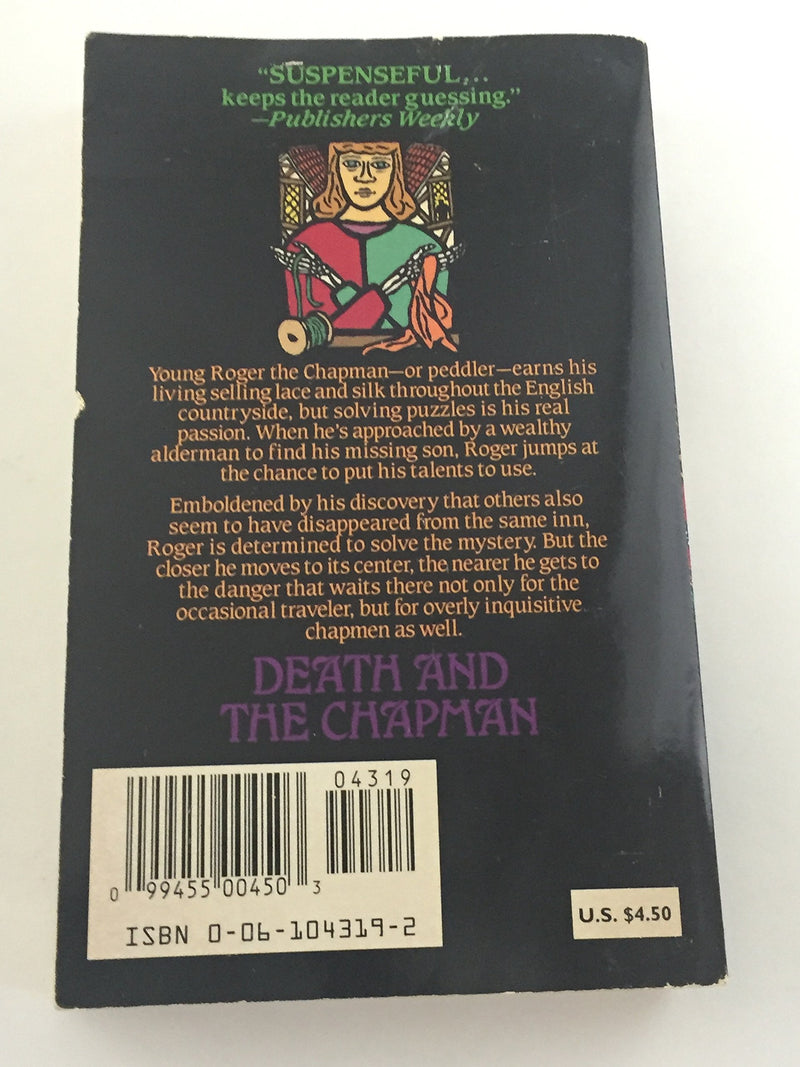 "SUSPENSEFUL...
keeps the reader guessing."
—Publishers Weekly
Young Roger the Chapman—or peddler—earns his
living selling lace and silk throughout the English
countryside, but solving puzzles is his real
passion. When he's approached by a wealthy
alderman to find his missing son, Roger jumps at
the chance to put his talents to use.
Emboldened by his discovery that others also
seem to have disappeared from the same inn,
Roger is determined to solve the mystery. But the
closer he moves to its center, the nearer he gets to
the danger that waits there not only for the
occasional traveler, but for overly inquisitive
chapmen as well.
DEATH AND
THE CHAPMAN
04319
0 99455 00450 3
ISBN 0-06-104319-2
U.S. $4.50